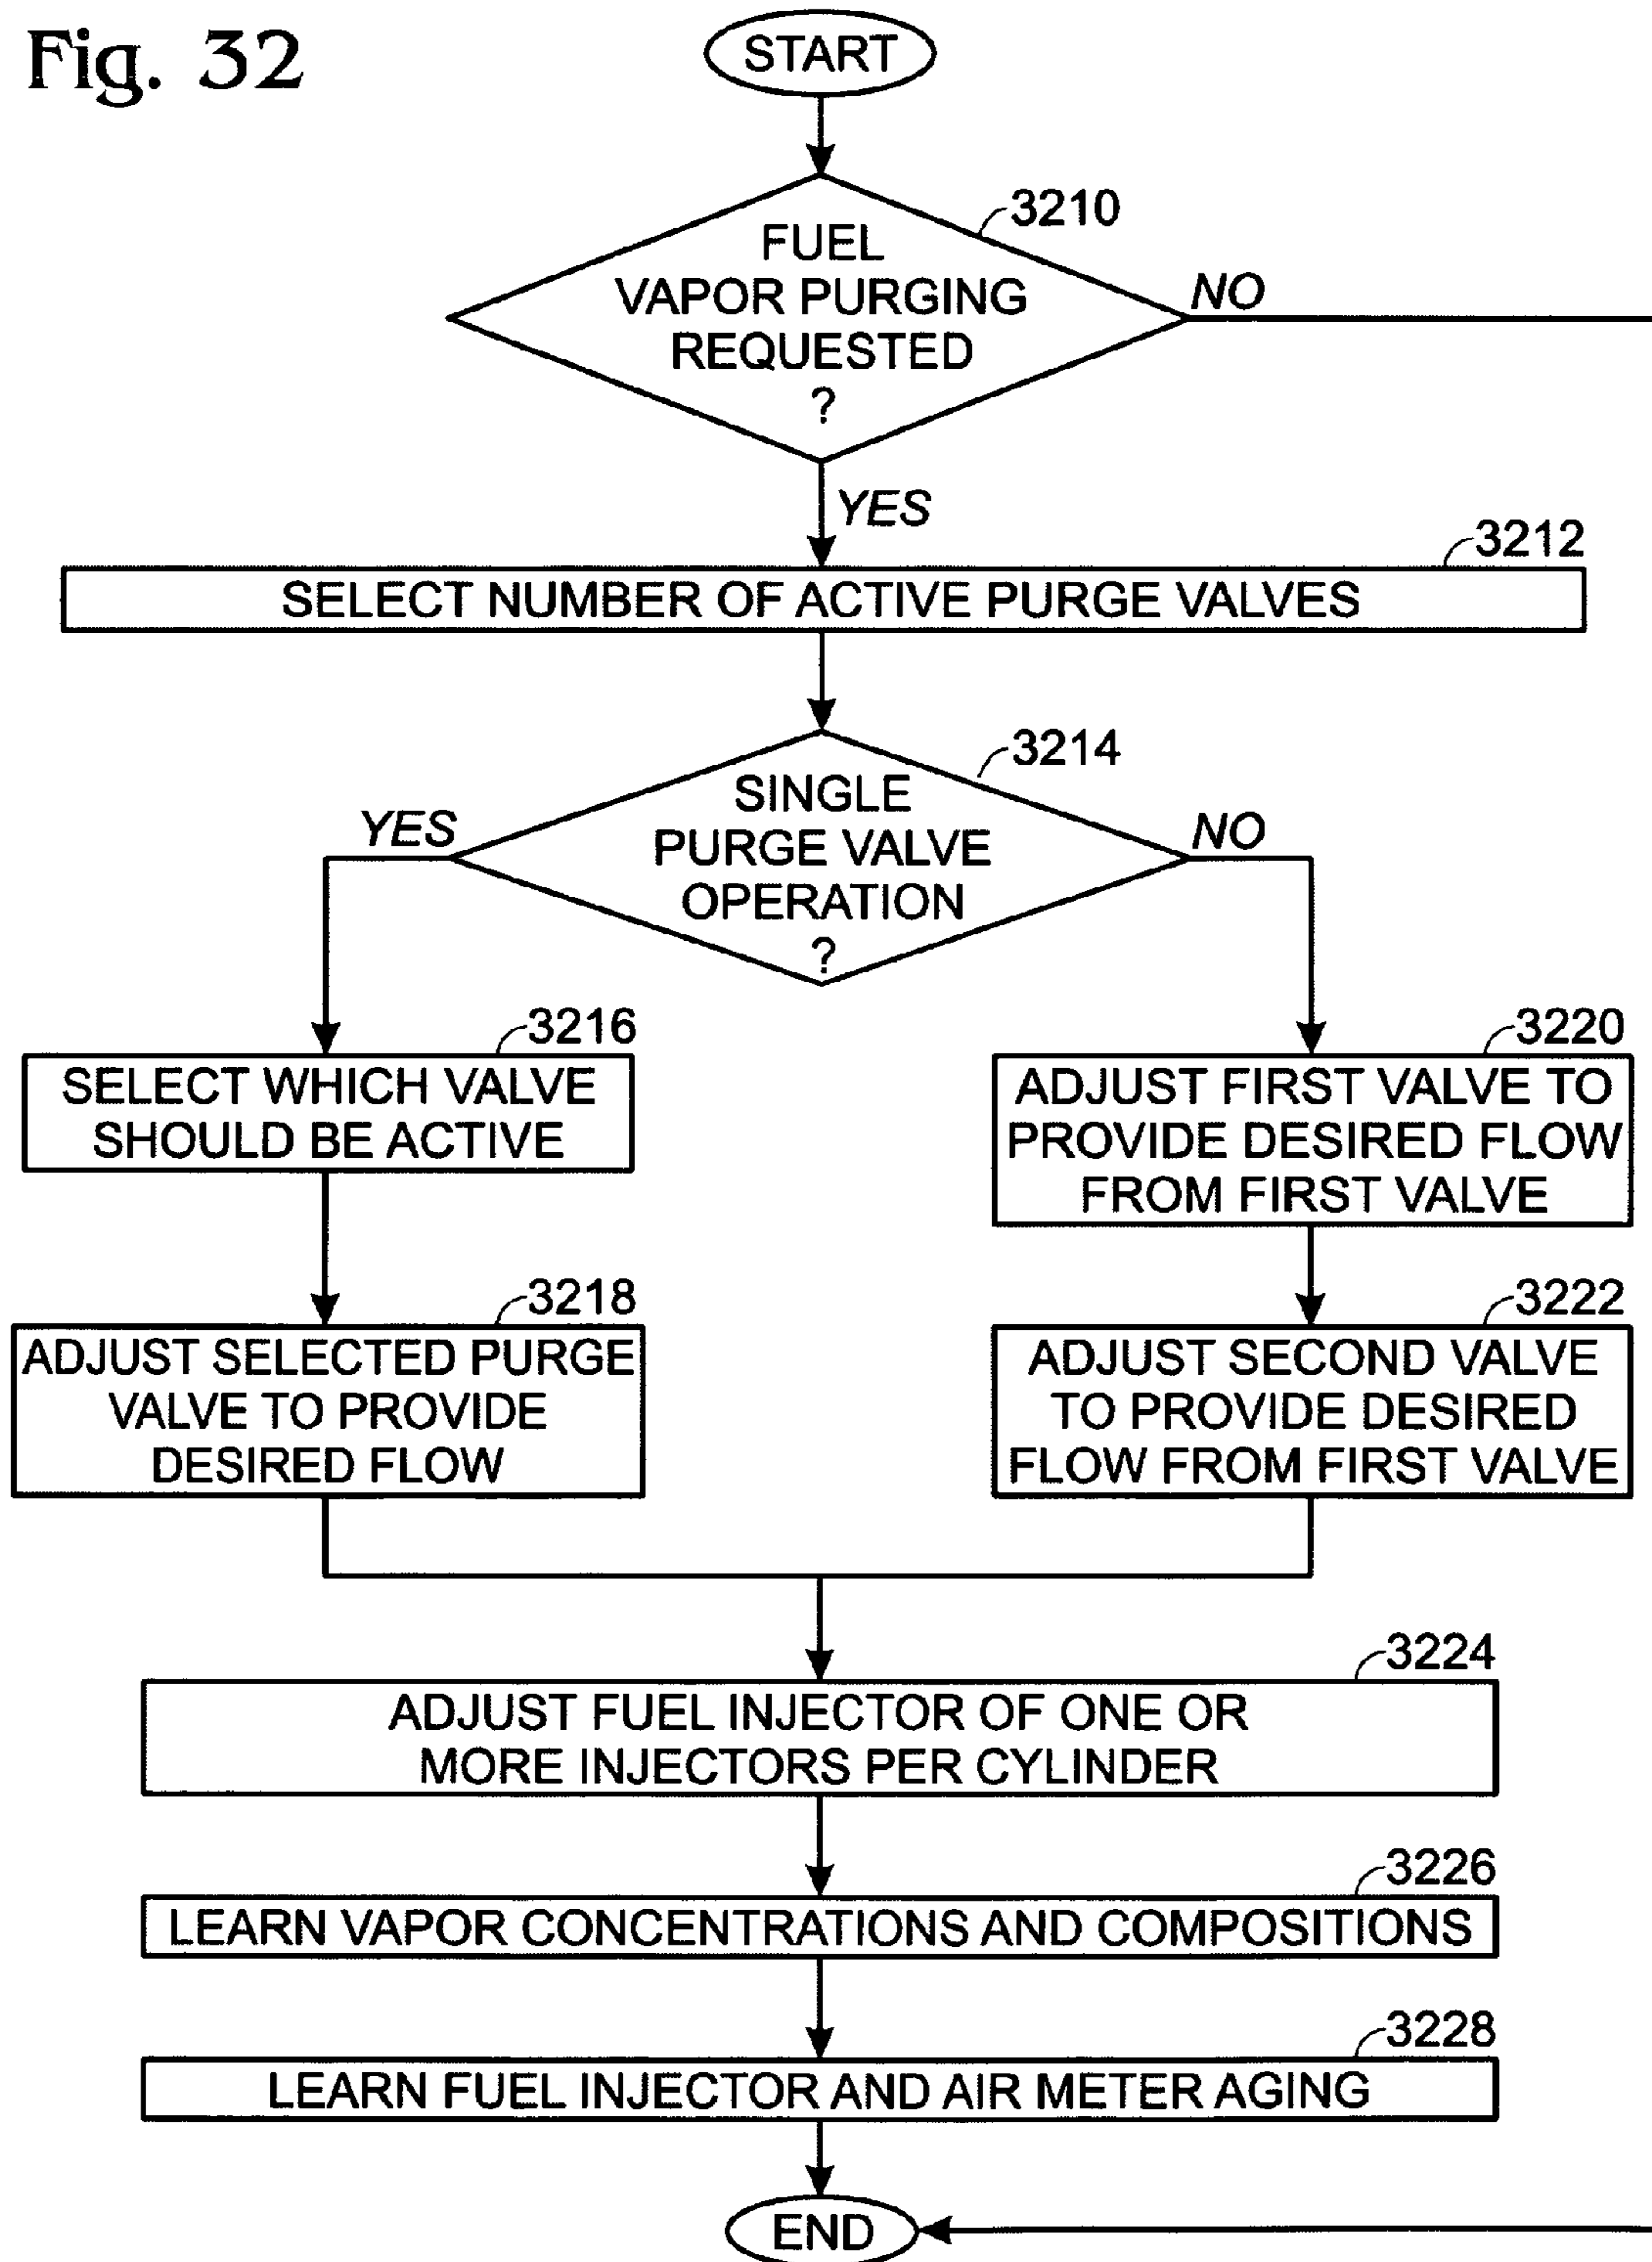 Fig. 32
START
3210
FUEL
VAPOR PURGING
REQUESTED
?
NO
YES
3212
SELECT NUMBER OF ACTIVE PURGE VALVES
3214
SINGLE
PURGE VALVE
OPERATION
?
YES
NO
3216
SELECT WHICH VALVE
SHOULD BE ACTIVE
3218
ADJUST SELECTED PURGE
VALVE TO PROVIDE
DESIRED FLOW
3220
ADJUST FIRST VALVE TO
PROVIDE DESIRED FLOW
FROM FIRST VALVE
3222
ADJUST SECOND VALVE
TO PROVIDE DESIRED
FLOW FROM FIRST VALVE
3224
ADJUST FUEL INJECTOR OF ONE OR
MORE INJECTORS PER CYLINDER
3226
LEARN VAPOR CONCENTRATIONS AND COMPOSITIONS
3228
LEARN FUEL INJECTOR AND AIR METER AGING
END